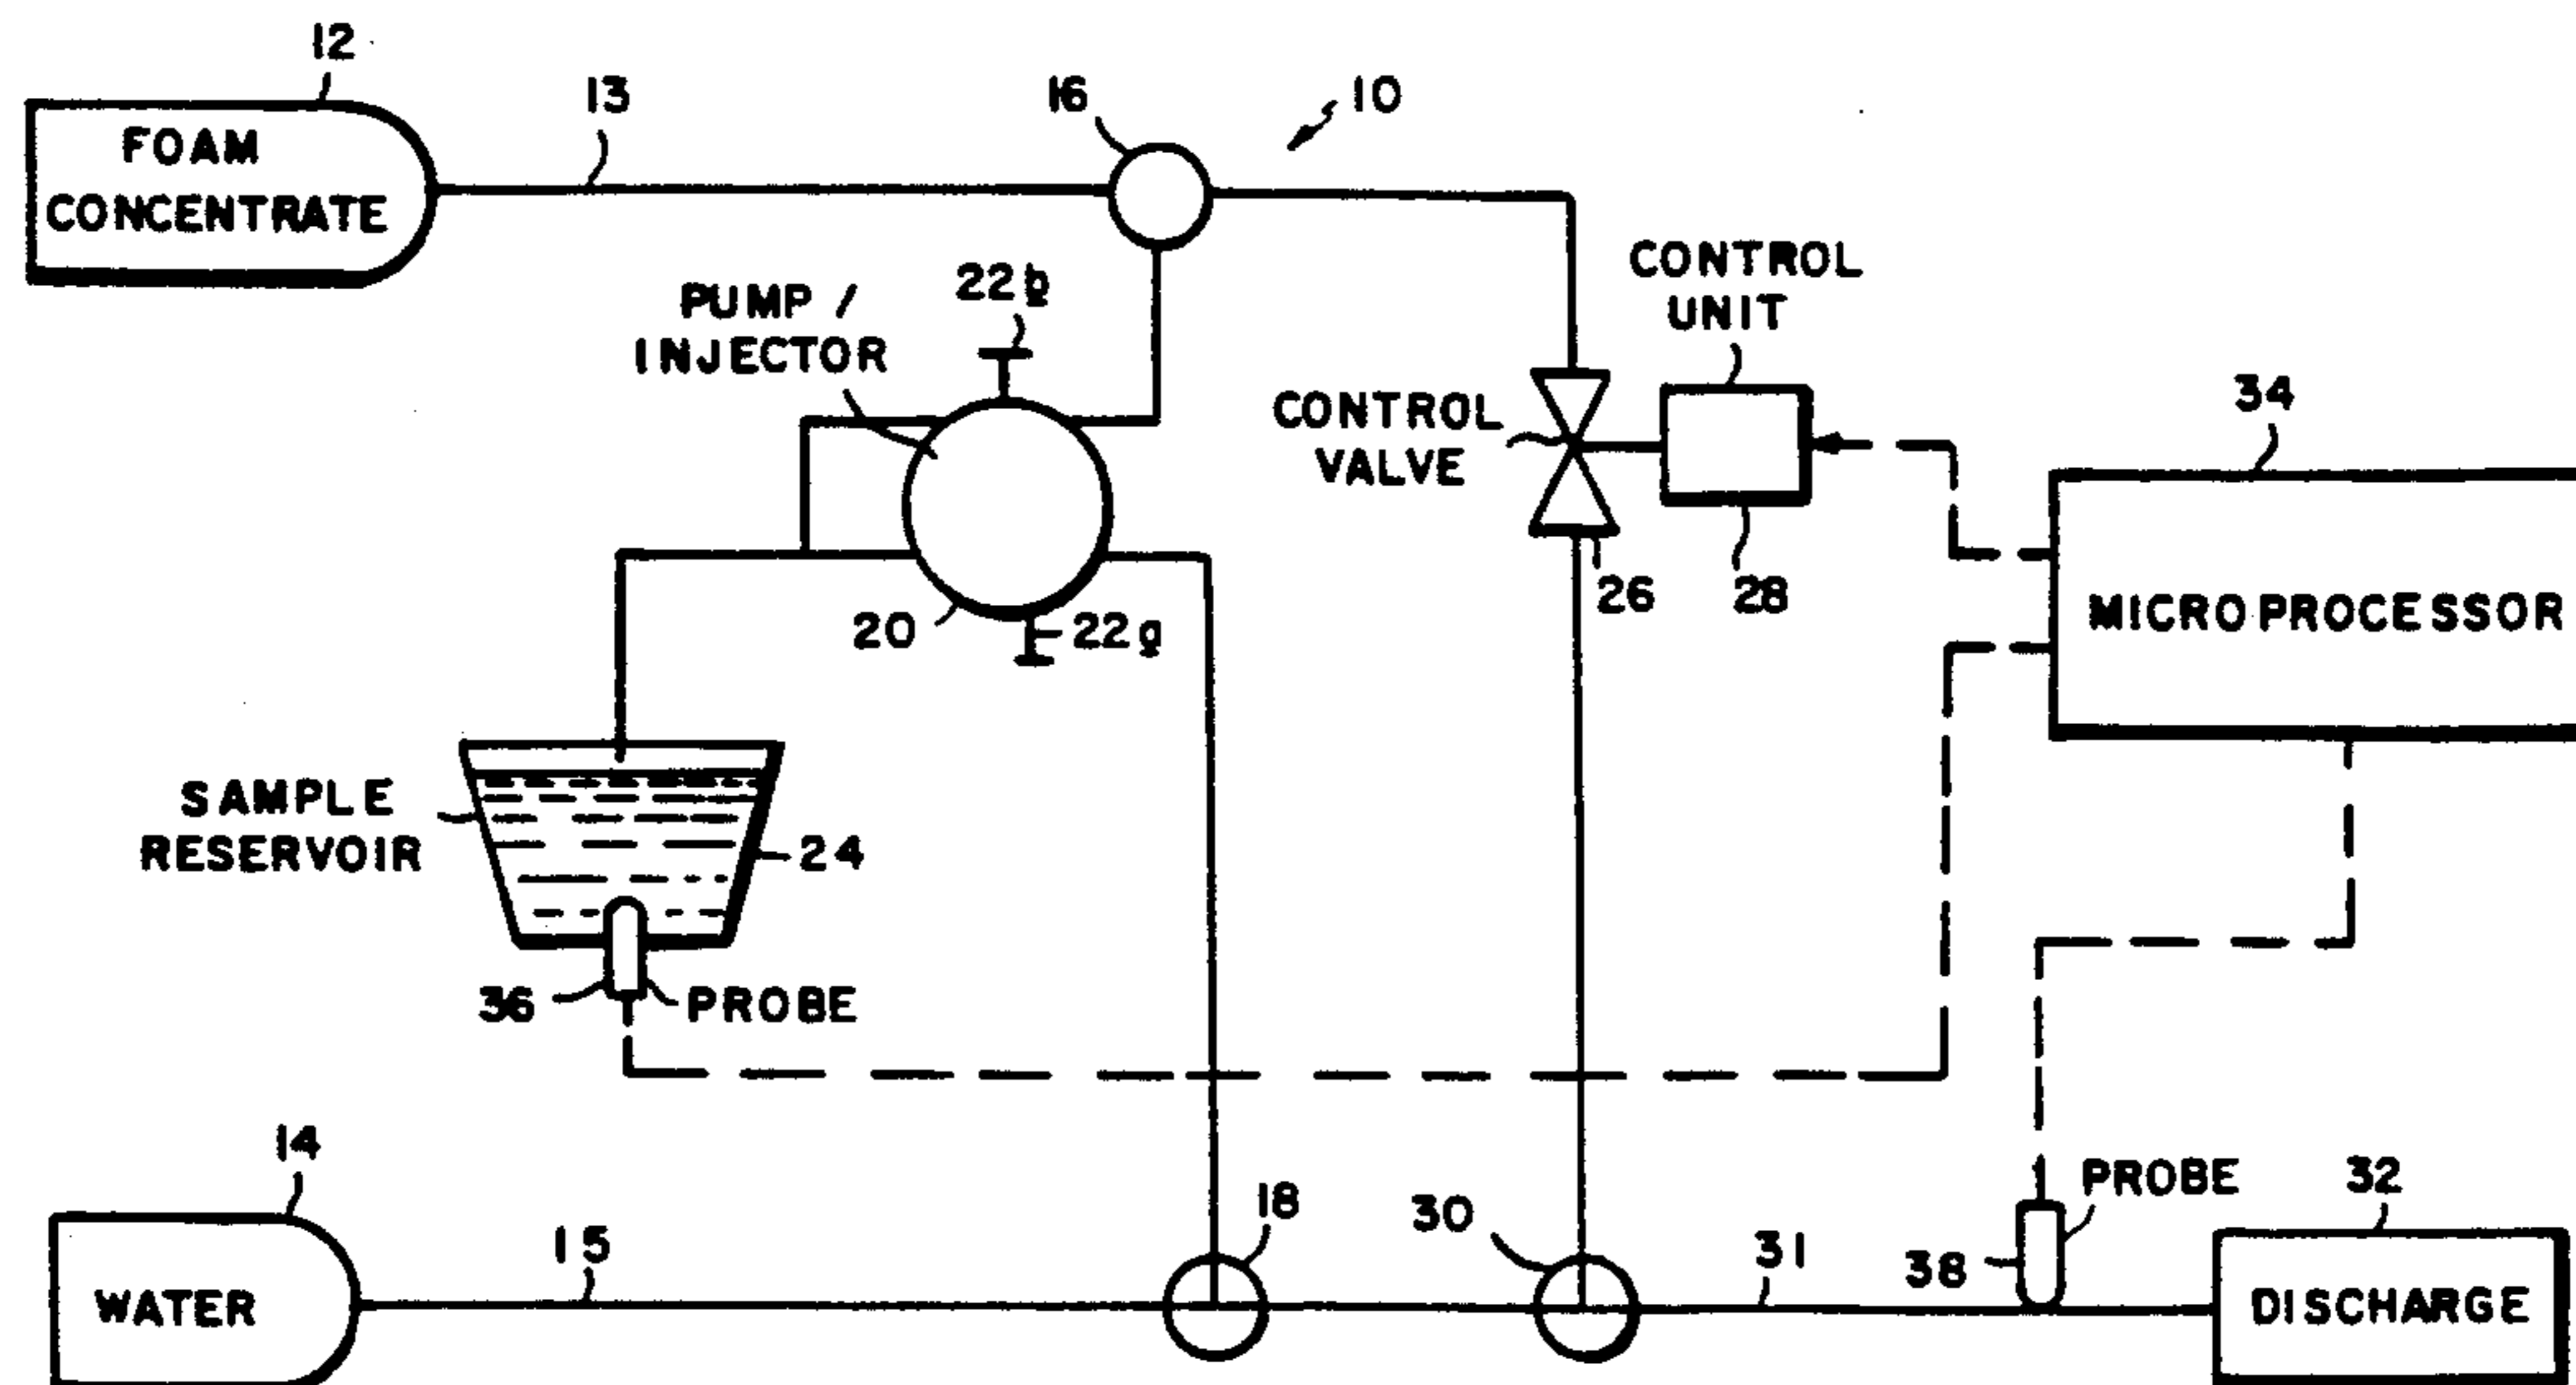 12
13
16
10
FOAM
CONCENTRATE
PUMP /
INJECTOR
22b
CONTROL
UNIT
CONTROL
VALVE
34
26
28
MICROPROCESSOR
20
22a
SAMPLE
RESERVOIR
24
36
PROBE
14
15
18
30
31
38
PROBE
32
WATER
DISCHARGE